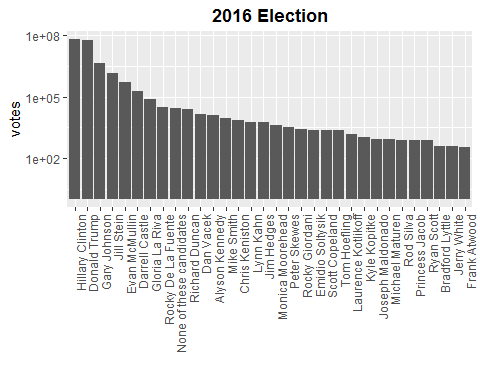 2016 Election
votes
1e+08
1e+05
1e+02
Hillary Clinton
Donald Trump
Gary Johnson
Jill Stein
Evan McMullin
Darrell Castle
Gloria La Riva
Rocky De La Fuente
None of these candidates
Richard Duncan
Dan Vacek
Alyson Kennedy
Mike Smith
Chris Keniston
Lynn Kahn
Jim Hedges
Monica Moorehead
Peter Skewes
Rocky Giordani
Emidio Soltysik
Scott Copeland
Tom Hoefling
Laurence Kotlikoff
Kyle Kopitke
Joseph Maldonado
Michael Maturen
Rod Silva
Princess Jacob
Ryan Scott
Bradford Lyttle
Jerry White
Frank Atwood